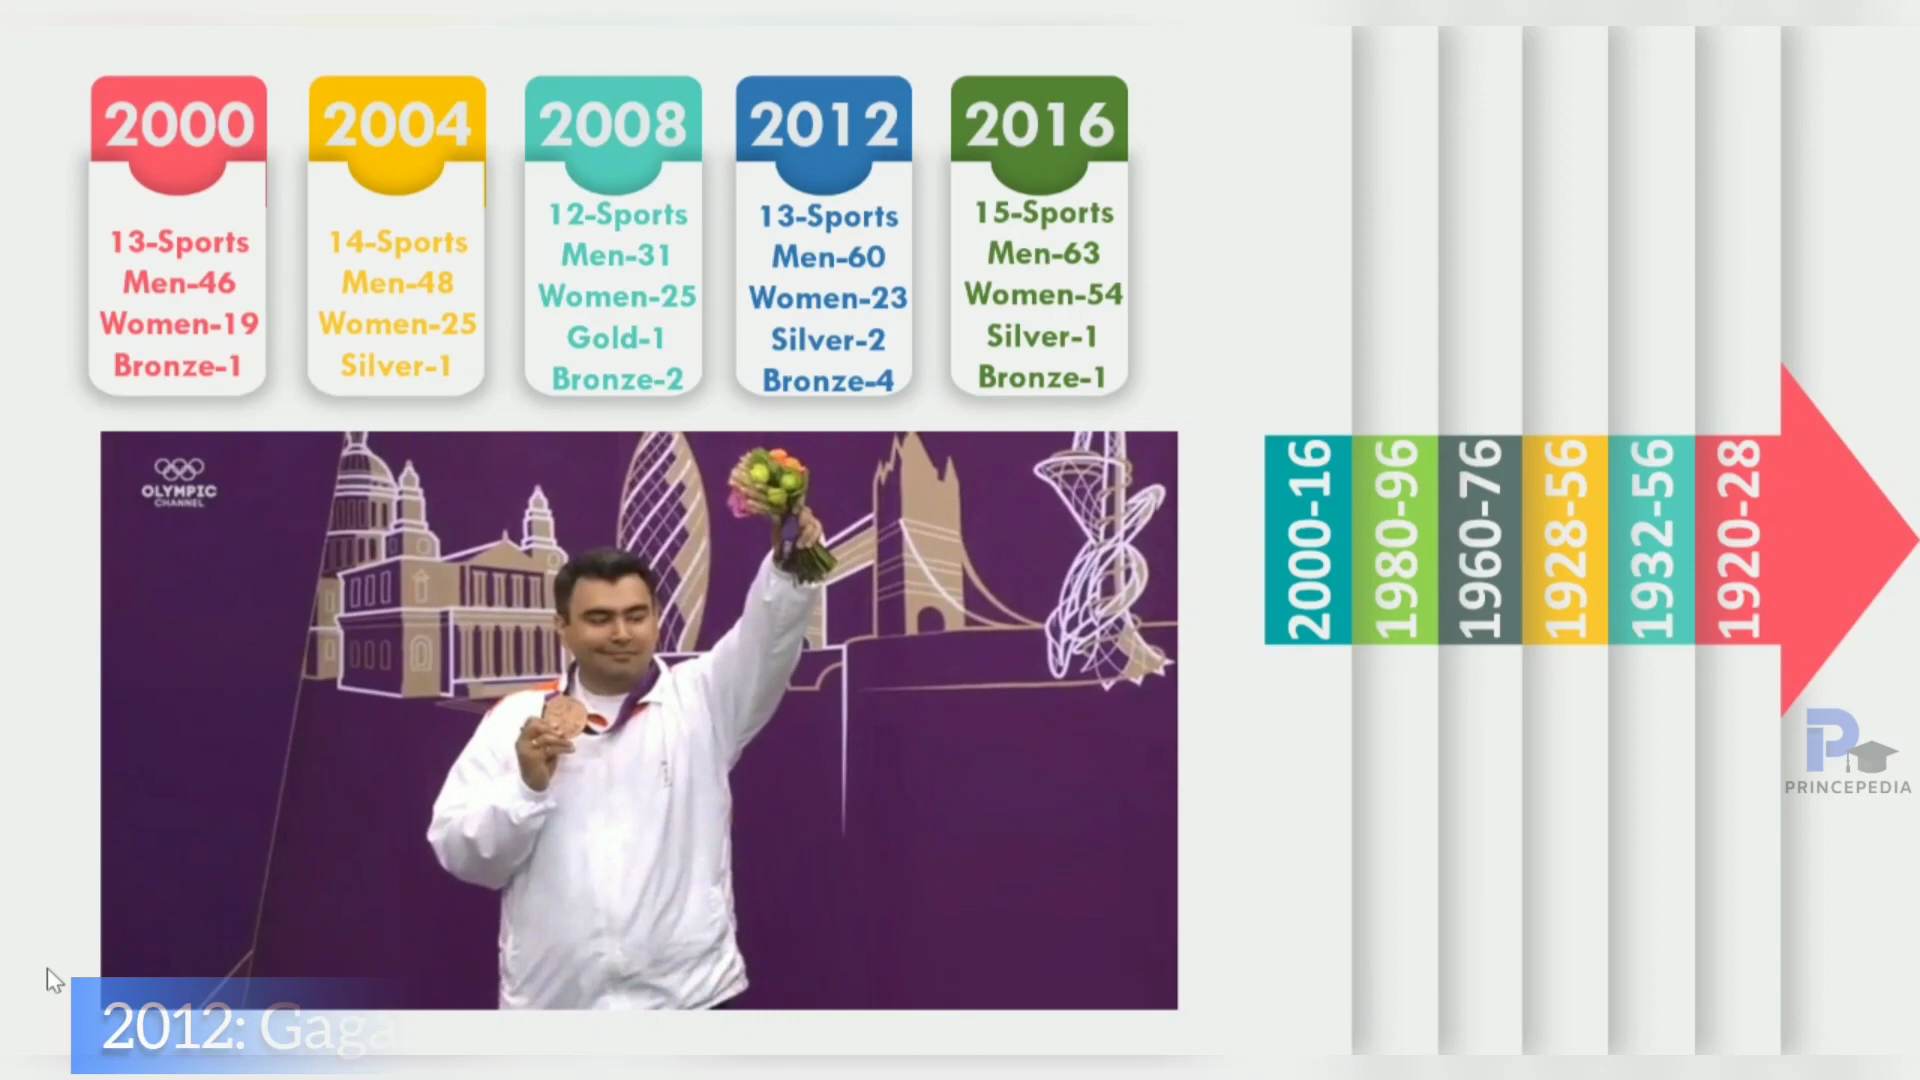 2000
13-Sports
Men-46
Women-19
Bronze-1
2004
14-Sports
Men-48
Women-25
Silver-1
2008
12-Sports
Men-31
Women-25
Gold-1
Bronze-2
2012
13-Sports
Men-60
Women-23
Silver-2
Bronze-4
2016
15-Sports
Men-63
Women-54
Silver-1
Bronze-1
OLYMPIC
CHANNEL
2000-16
1980-96
1960-76
1928-56
1932-56
1920-28
PRINCEPEDIA
2012: Gaga